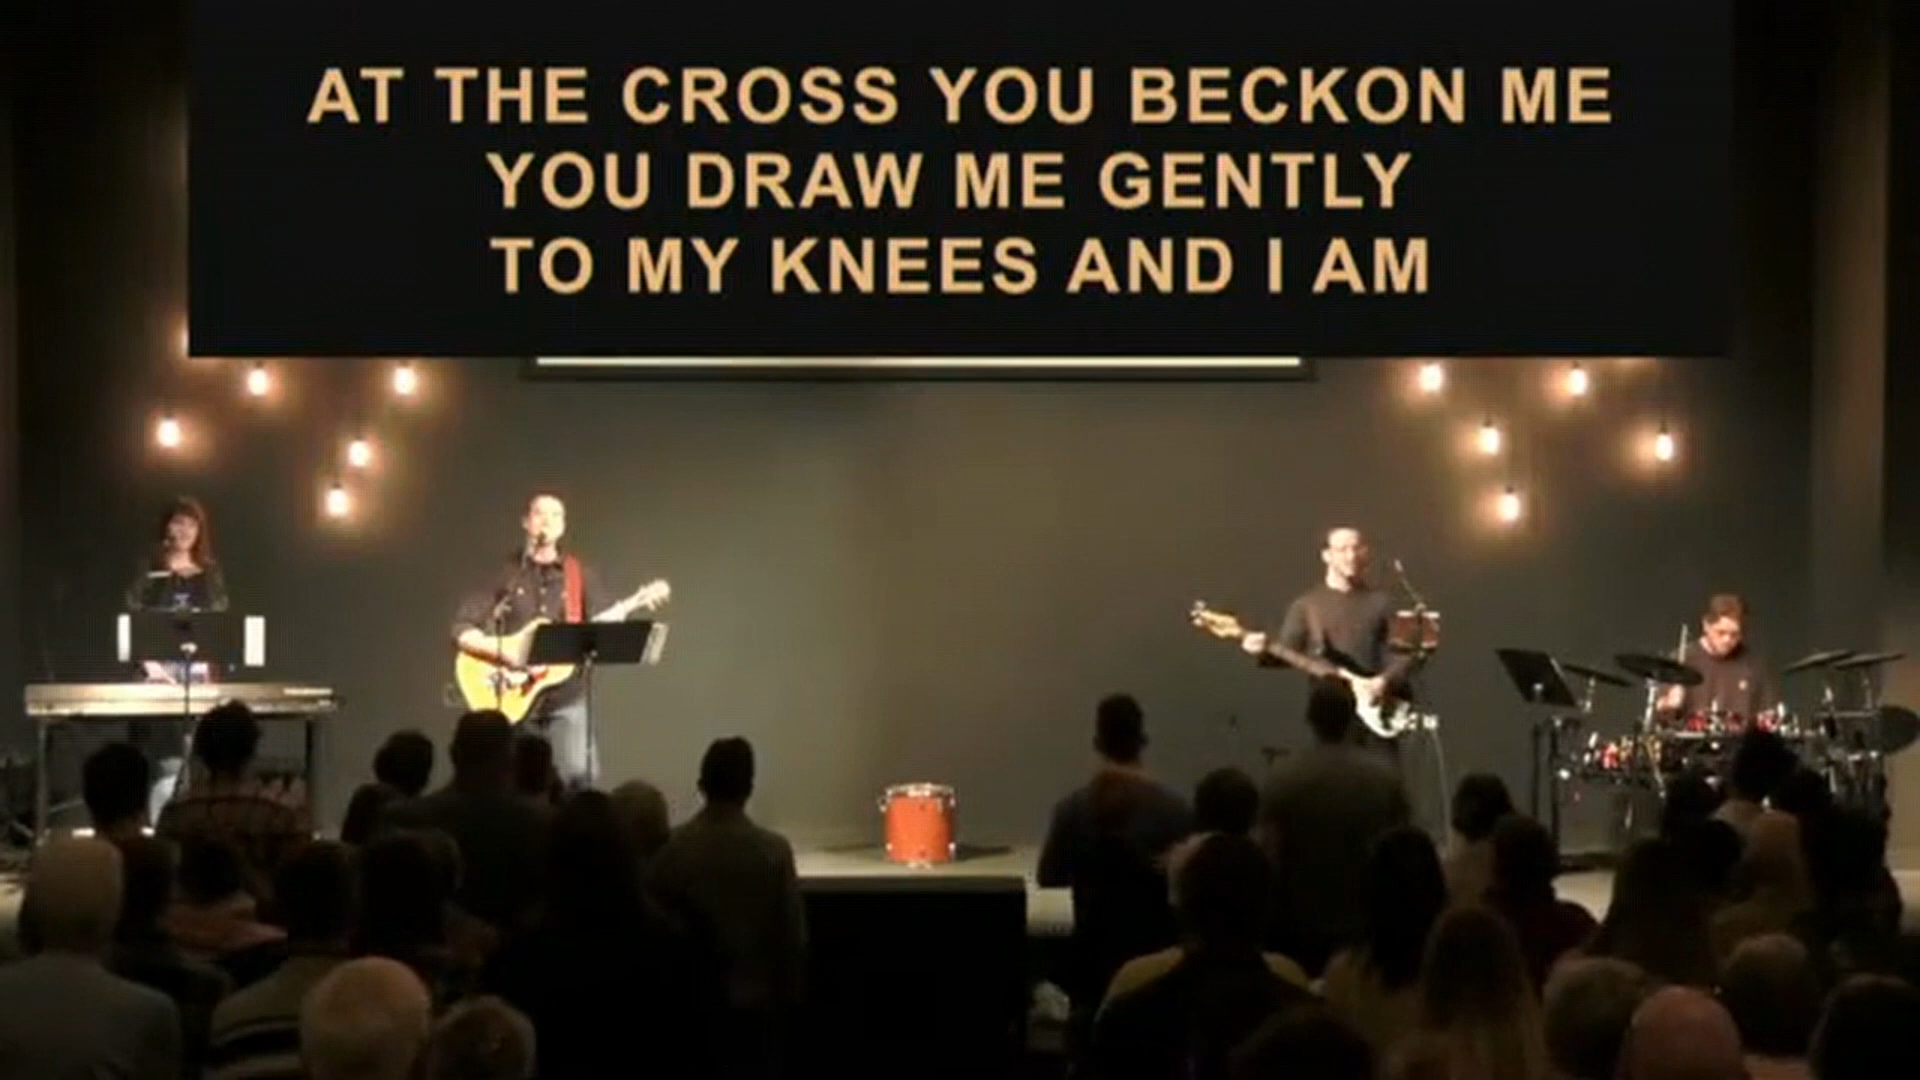 AT THE CROSS YOU BECKON ME
YOU DRAW ME GENTLY
TO MY KNEES AND I AM